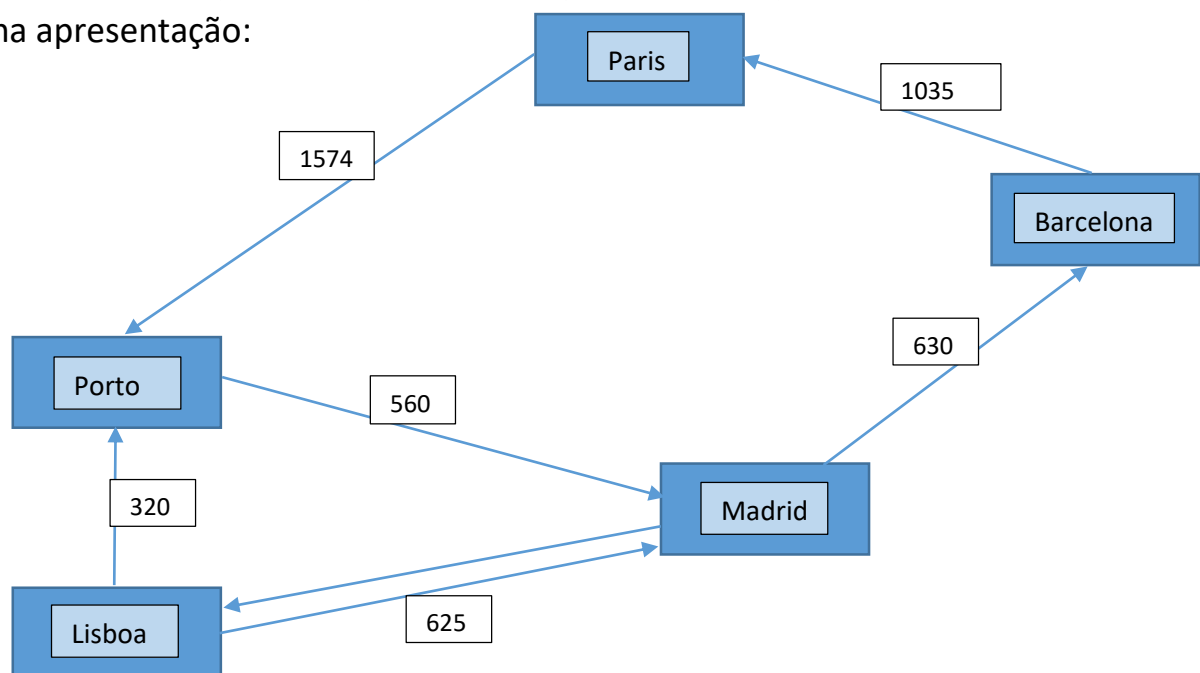 na apresentação:
Paris
1035
1574
Barcelona
630
Porto
560
320
Madrid
625
Lisboa